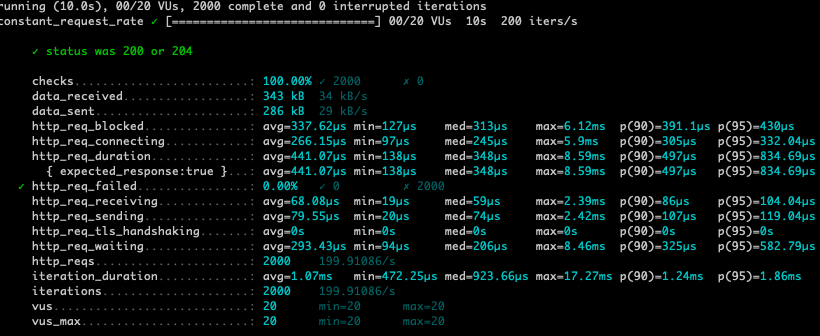 running (10.0s), 00/20 VUs, 2000 complete and 0 interrupted iterations
constant_request_rate ✓ [==============================] 00/20 VUs  10s  200 iters/s
✓ status was 200 or 204
checks.........................: 100.00% ✓ 2000      ✗ 0
data_received..................: 343 kB  34 kB/s
data_sent......................: 286 kB  29 kB/s
http_req_blocked...............: avg=337.62µs min=127µs    med=313µs    max=6.12ms  p(90)=391.1µs p(95)=430µs
http_req_connecting............: avg=266.15µs min=97µs     med=245µs    max=5.9ms   p(90)=305µs   p(95)=332.04µs
http_req_duration..............: avg=441.07µs min=138µs    med=348µs    max=8.59ms  p(90)=497µs   p(95)=834.69µs
{ expected_response:true }...: avg=441.07µs min=138µs    med=348µs    max=8.59ms  p(90)=497µs   p(95)=834.69µs
✓ http_req_failed................: 0.00%   ✓ 0         ✗ 2000
http_req_receiving.............: avg=68.08µs  min=19µs     med=59µs     max=2.39ms  p(90)=86µs    p(95)=104.04µs
http_req_sending...............: avg=79.55µs  min=20µs     med=74µs     max=2.42ms  p(90)=107µs   p(95)=119.04µs
http_req_tls_handshaking.......: avg=0s       min=0s       med=0s       max=0s      p(90)=0s      p(95)=0s
http_req_waiting...............: avg=293.43µs min=94µs     med=206µs    max=8.46ms  p(90)=325µs   p(95)=582.79µs
http_reqs......................: 2000    199.91086/s
iteration_duration.............: avg=1.07ms   min=472.25µs med=923.66µs max=17.27ms p(90)=1.24ms  p(95)=1.86ms
iterations.....................: 2000    199.91086/s
vus............................: 20      min=20      max=20
vus_max........................: 20      min=20      max=20